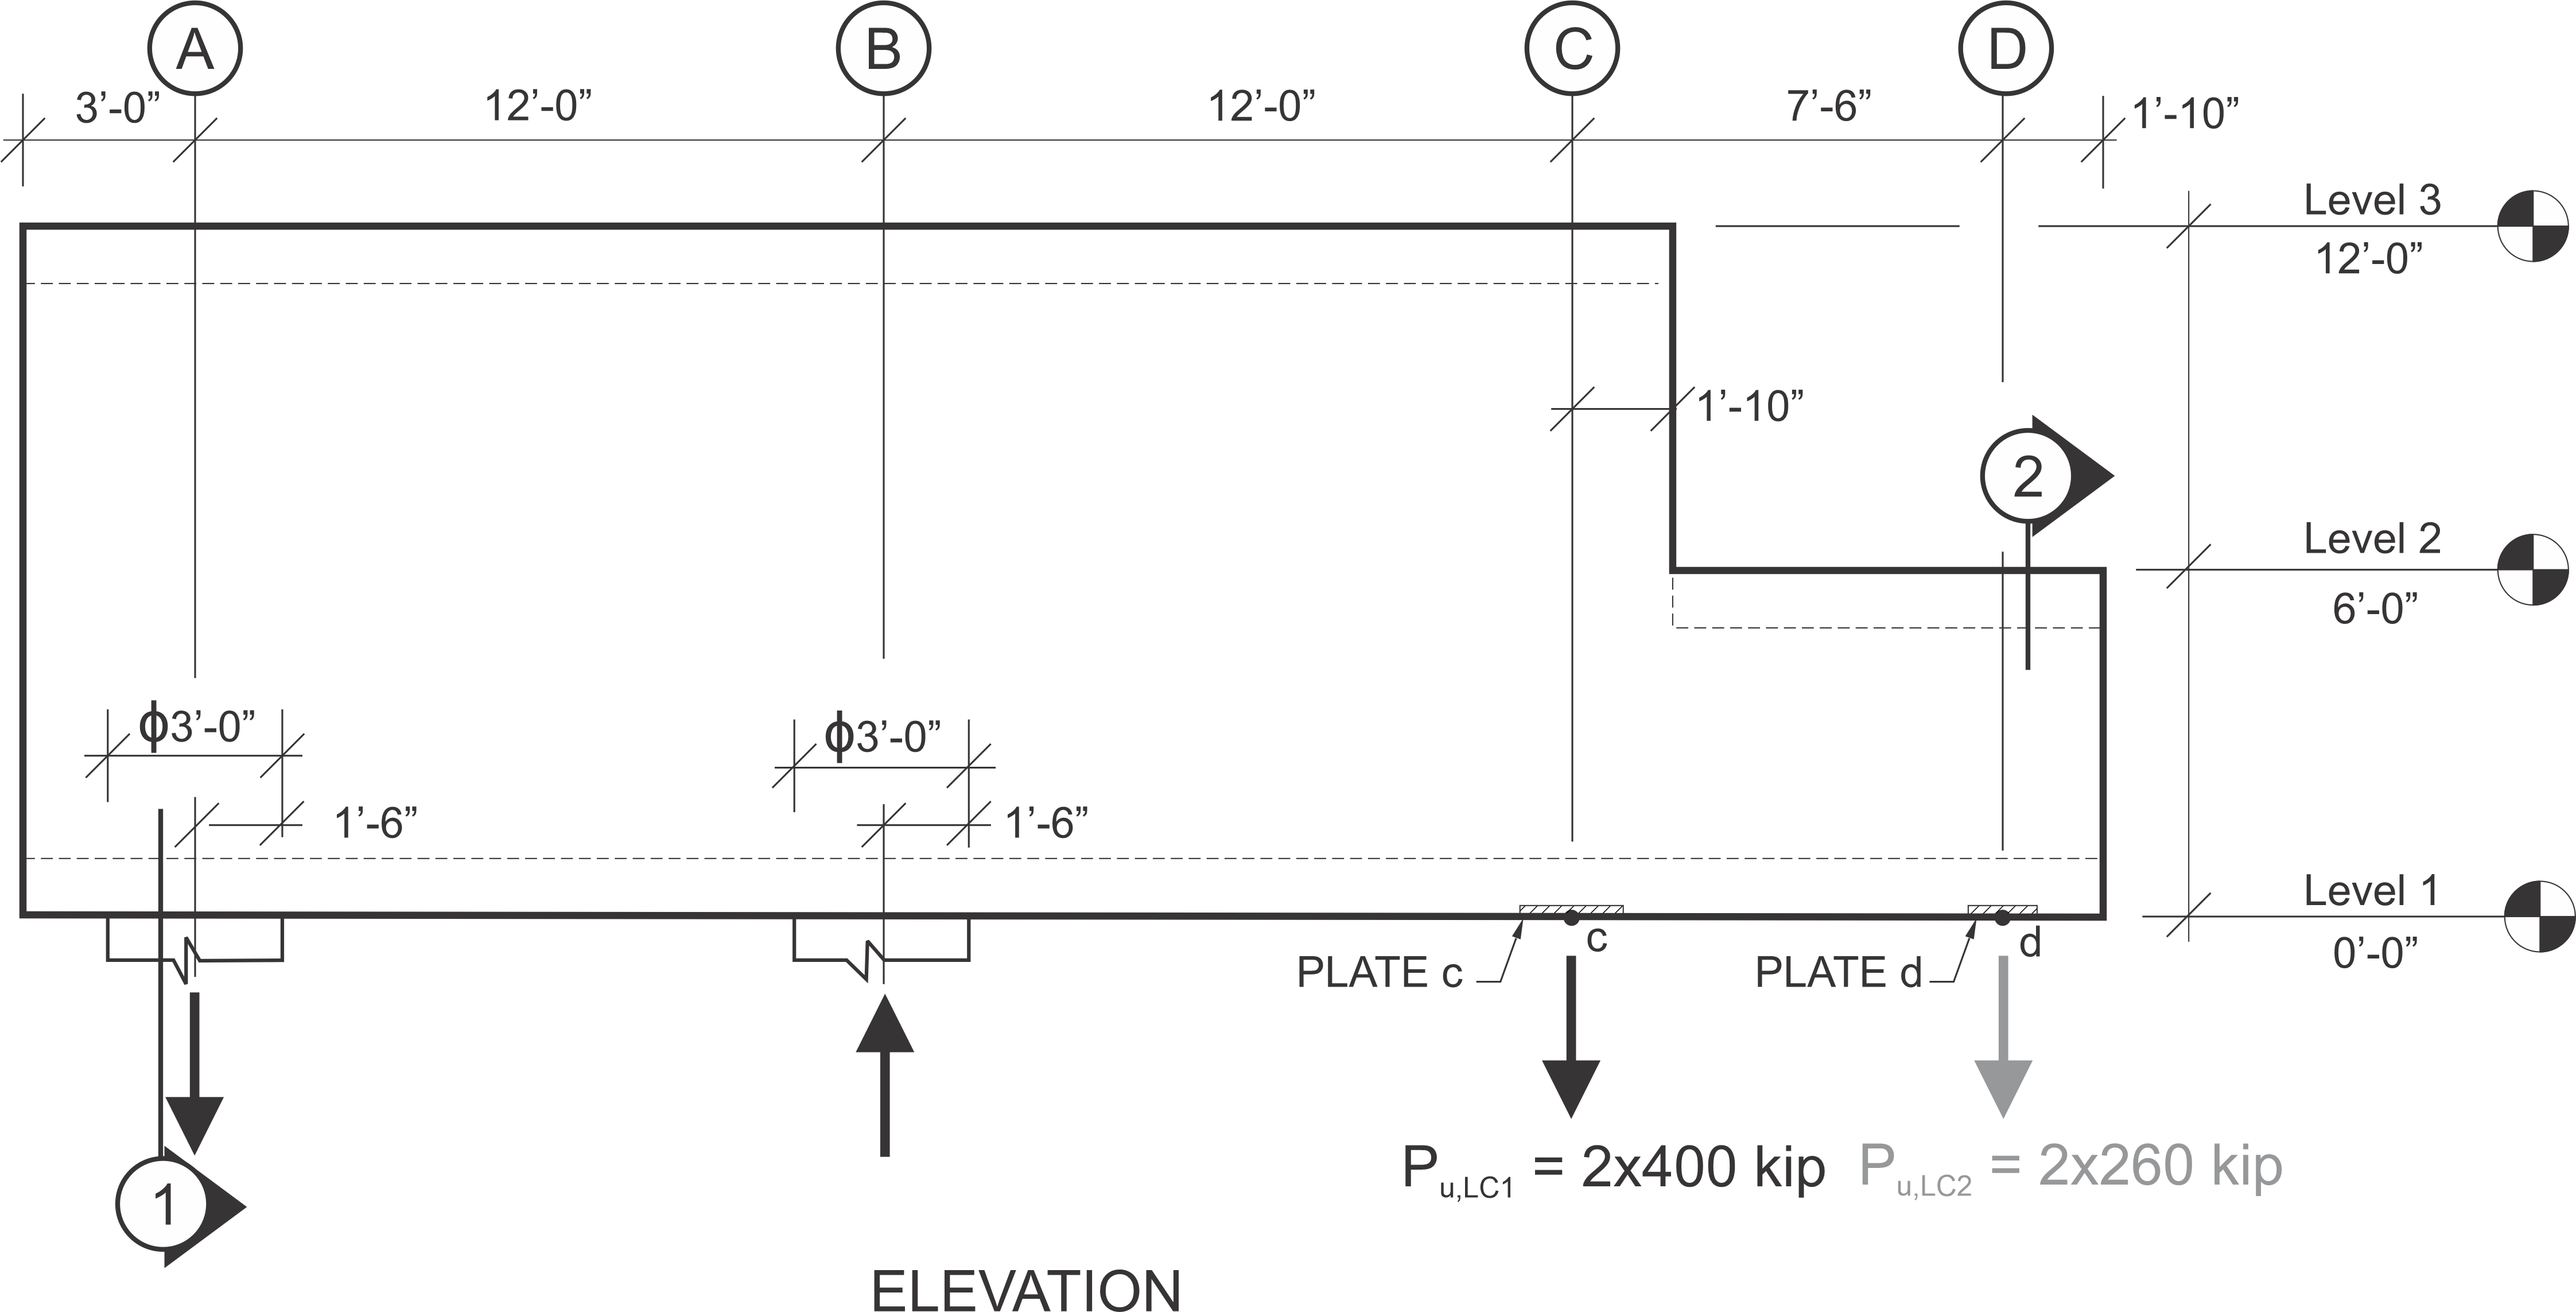 A
B
C
D
3’-0”
12’-0”
12’-0”
7’-6”
1’-10”
Level 3
12’-0”
1’-10”
2
Level 2
6’-0”
ϕ3’-0”
ϕ3’-0”
1’-6”
1’-6”
Level 1
0’-0”
c
d
PLATE c
PLATE d
1
Pu,LC1 = 2x400 kip
Pu,LC2 = 2x260 kip
ELEVATION